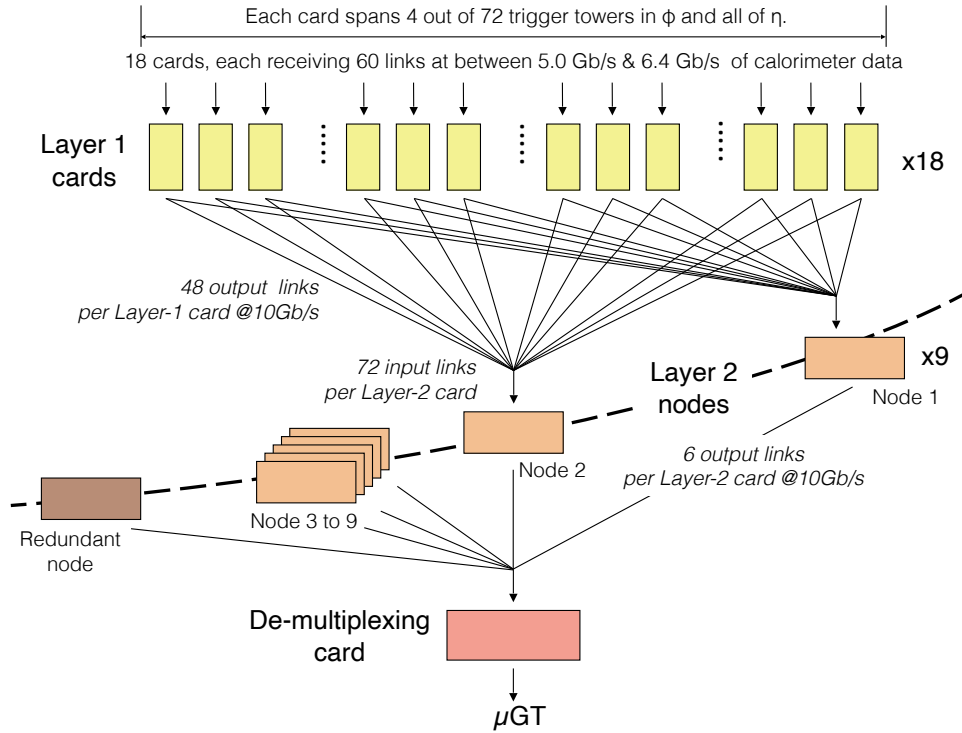 Each card spans 4 out of 72 trigger towers in ϕ and all of η.
18 cards, each receiving 60 links at between 5.0 Gb/s & 6.4 Gb/s of calorimeter data
Layer 1
cards
x18
48 output links
per Layer-1 card @10Gb/s
72 input links
per Layer-2 card
Layer 2
nodes
x9
Node 1
Node 2
6 output links
per Layer-2 card @10Gb/s
Node 3 to 9
Redundant
node
De-multiplexing
card
μGT